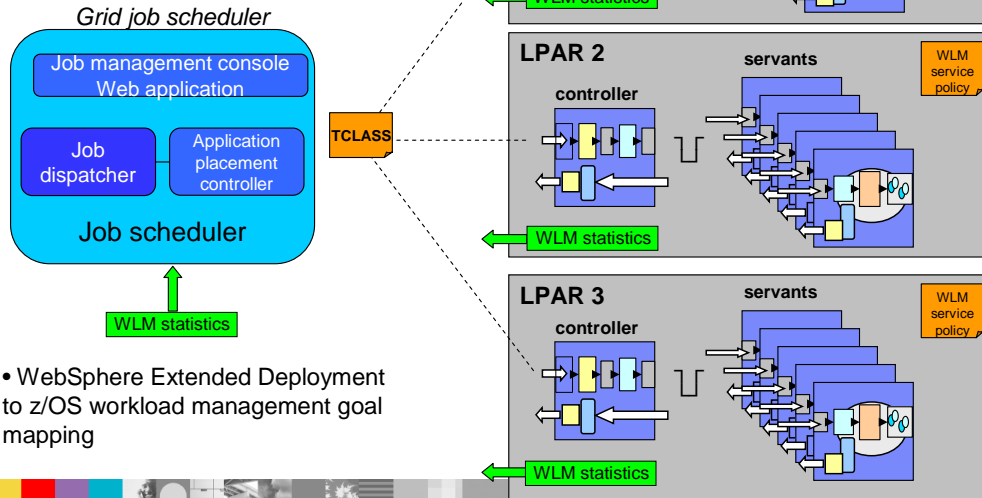 WLM statistics
Grid job scheduler
Job management console
Web application
Job
dispatcher
Application
placement
controller
Job scheduler
WLM statistics
TCLASS
LPAR 2
servants
WLM
service
policy
controller
WLM statistics
LPAR 3
servants
WLM
service
policy
controller
WLM statistics
• WebSphere Extended Deployment
to z/OS workload management goal
mapping